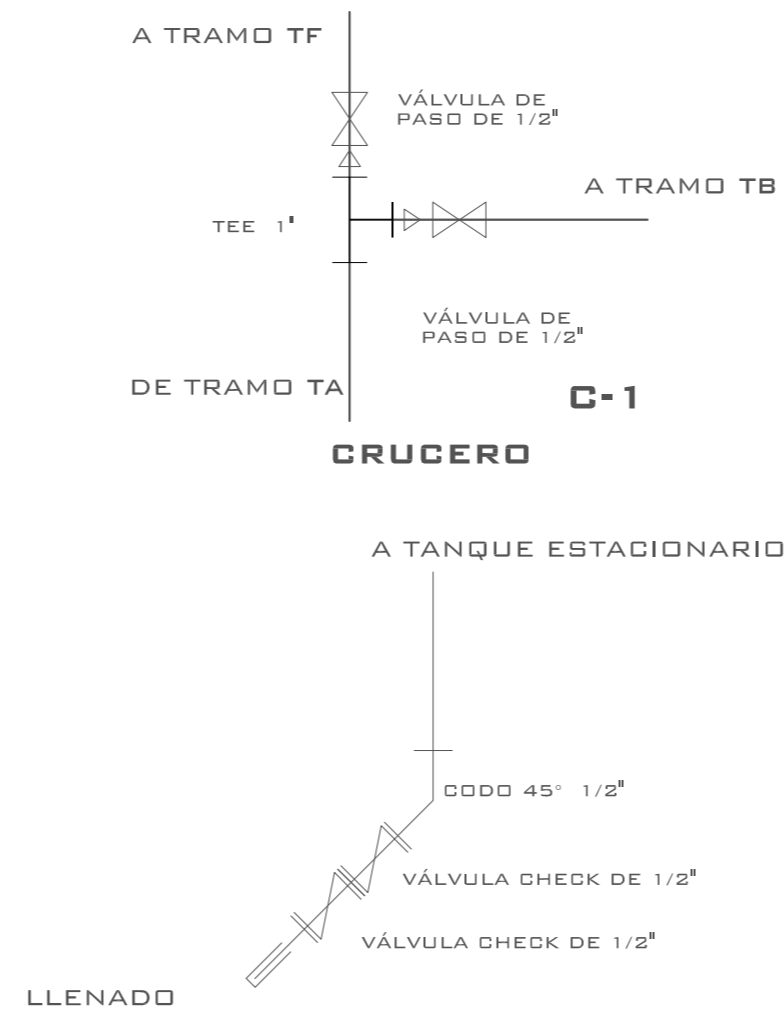 A TRAMO TF
VÁLVULA DE
PASO DE 1/2"
A TRAMO TB
TEE 1"
VÁLVULA DE
PASO DE 1/2"
DE TRAMO TA
C-1
CRUCERO
A TANQUE ESTACIONARIO
CODO 45° 1/2"
VÁLVULA CHECK DE 1/2"
VÁLVULA CHECK DE 1/2"
LLENADO